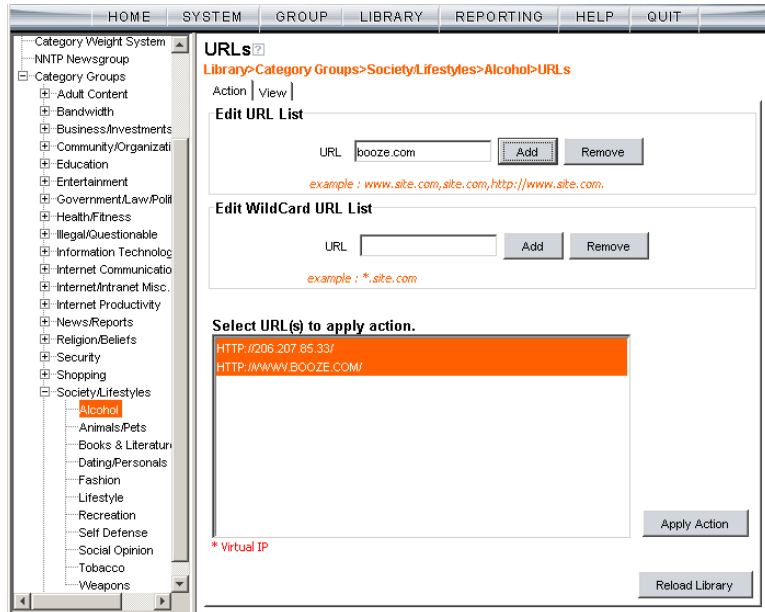 HOME SYSTEM GROUP LIBRARY REPORTING HELP QUIT
Category Weight System
NNTP Newsgroup
Category Groups
Adult Content
Bandwidth
Business/Investments
Community/Organizati
Education
Entertainment
Government/Law/Polit
Health/Fitness
Illegal/Questionable
Information Technolog
Internet Communicatio
Internet/Intranet Misc.
Internet Productivity
News/Reports
Religion/Beliefs
Security
Shopping
Society/Lifestyles
Alcohol
Animals/Pets
Books & Literature
Dating/Personals
Fashion
Lifestyle
Recreation
Self Defense
Social Opinion
Tobacco
Weapons
URLs ?
Library>Category Groups>Society/Lifestyles>Alcohol>URLs
Action View
Edit URL List
URL booze.com Add Remove
example : www.site.com,site.com,http://www.site.com.
Edit WildCard URL List
URL Add Remove
example : *.site.com
Select URL(s) to apply action.
HTTP://206.207.85.33/
HTTP://WWW.BOOZE.COM/
Apply Action
* Virtual IP
Reload Library